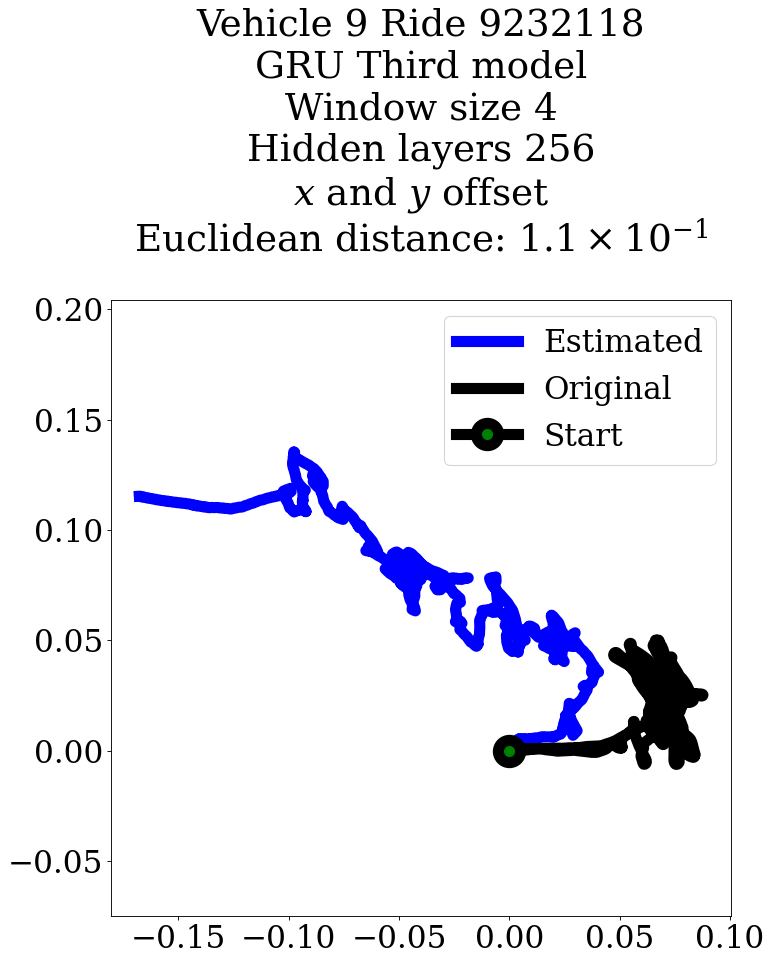 Vehicle 9 Ride 9232118
GRU Third model
Window size 4
Hidden layers 256
x and y offset
Euclidean distance: 1.1 × 10⁻¹
0.20
0.15
0.10
0.05
0.00
−0.05
Estimated
Original
Start
−0.15 −0.10 −0.05 0.00 0.05 0.10